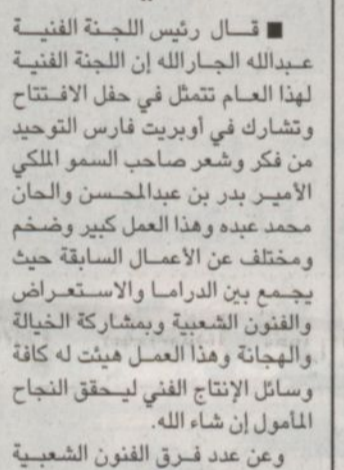 ■ قال رئيس اللجنة الفنية
عبدالله الجارالله إن اللجنة الفنية
لهذا العام تتمثل في حفل الافتتاح
وتشارك في أوبريت فارس التوحيد
من فكر وشعر صاحب السمو الملكي
الأمير بدر بن عبدالمحسن والحان
محمد عبده وهذا العمل كبير وضخم
ومختلف عن الأعمال السابقة حيث
يجمع بين الدراما والاستعراض
والفنون الشعبية وبمشاركة الخيالة
والهجانة وهذا العمل هيئت له كافة
وسائل الإنتاج الفني ليحقق النجاح
المأمول إن شاء الله.
وعن عدد فرق الفنون الشعبية